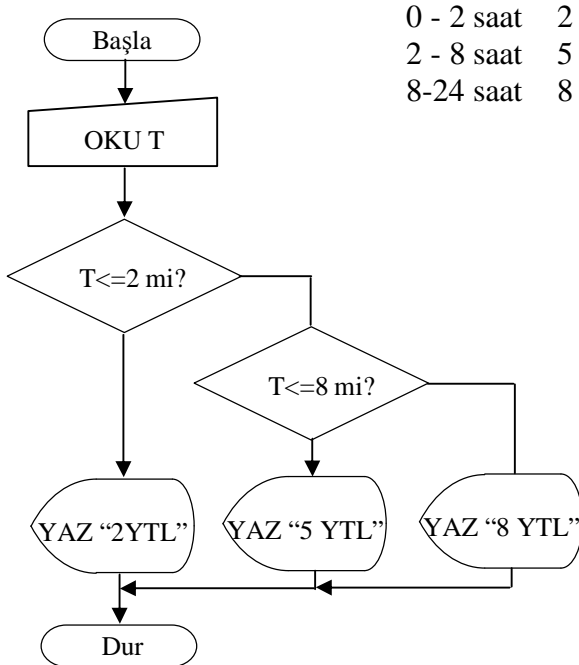 0 - 2 saat 2
2 - 8 saat 5
8-24 saat 8
Başla
OKU T
T<=2 mi?
T<=8 mi?
YAZ “2YTL”
YAZ “5 YTL”
YAZ “8 YTL”
Dur